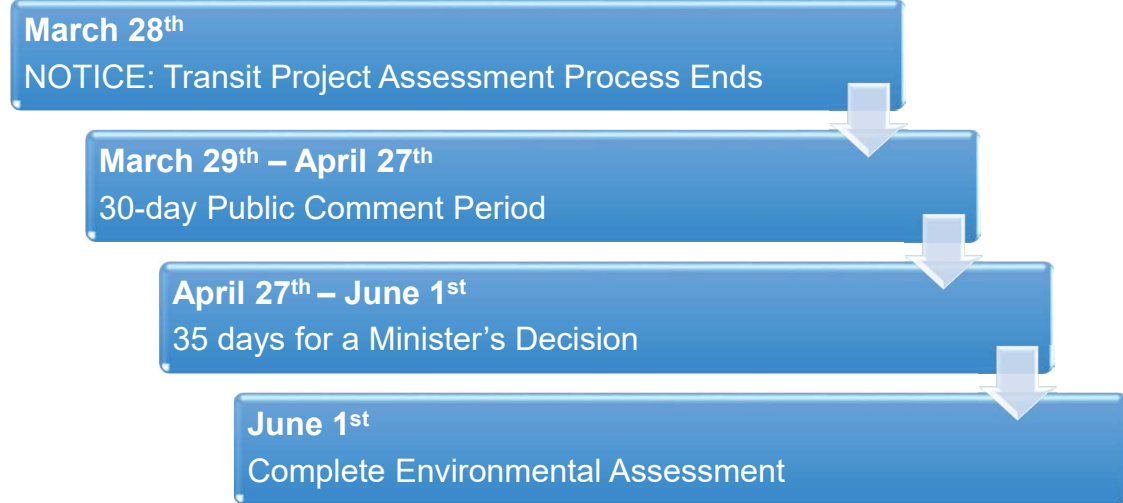 March 28th
NOTICE: Transit Project Assessment Process Ends
March 29th – April 27th
30-day Public Comment Period
April 27th – June 1st
35 days for a Minister’s Decision
June 1st
Complete Environmental Assessment